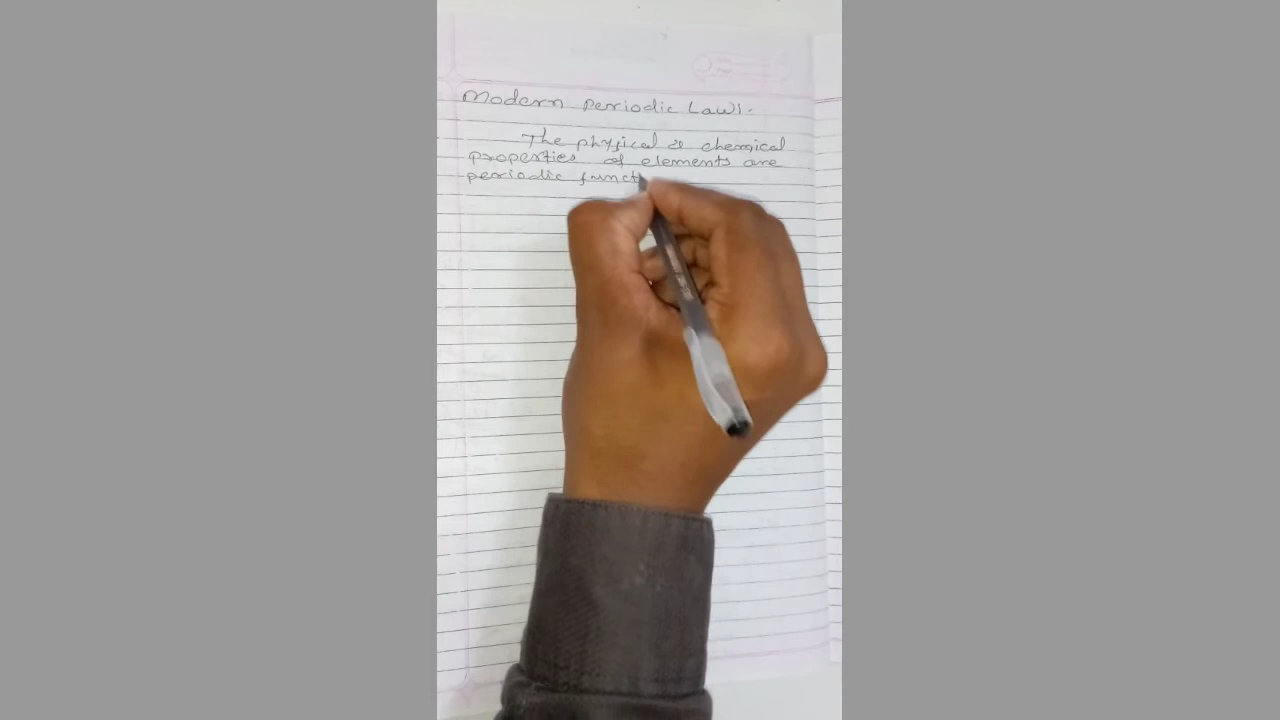 Modern periodic Law:-
The physical & chemical
properties of elements are
periodic funct